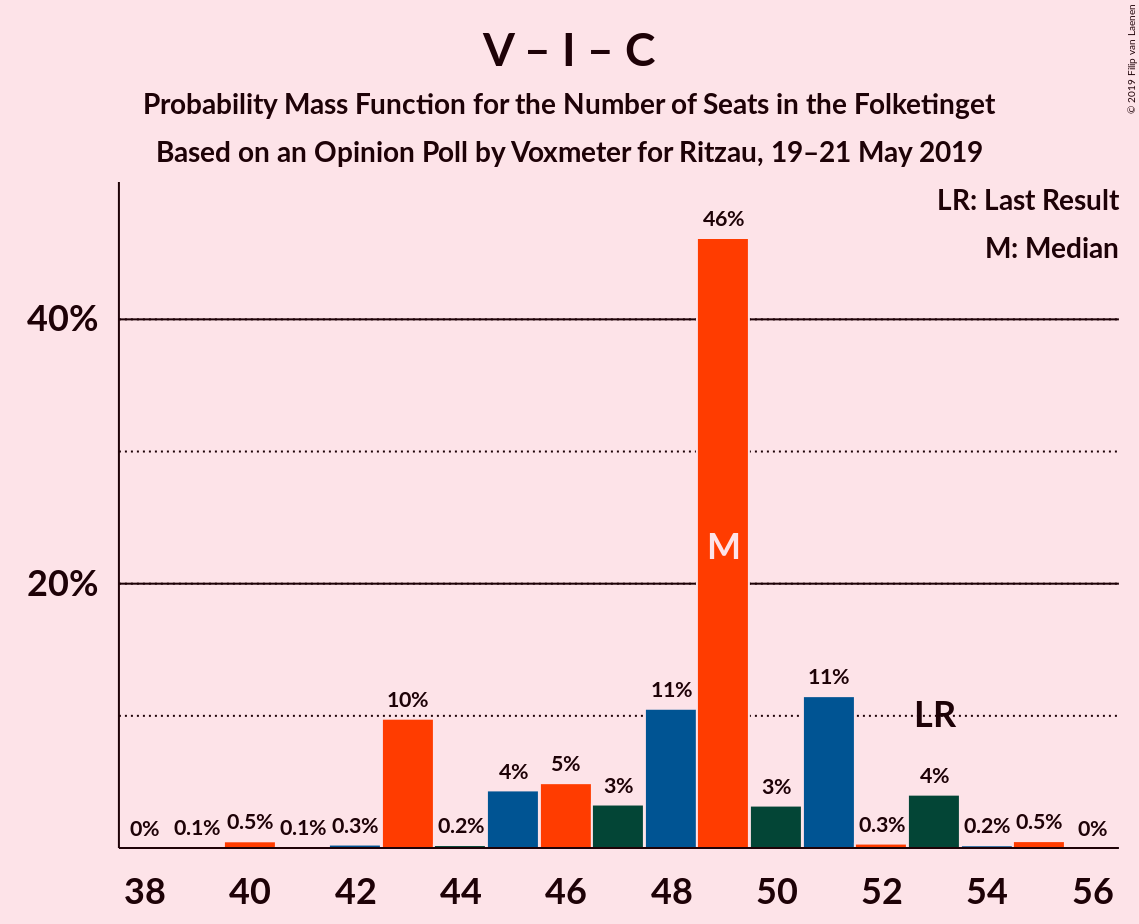 V – I – C
Probability Mass Function for the Number of Seats in the Folketinget
Based on an Opinion Poll by Voxmeter for Ritzau, 19–21 May 2019
© 2019 Filip van Laenen
LR: Last Result
M: Median
40%
20%
0%
0.1%
0.5%
0.1%
0.3%
10%
0.2%
4%
5%
3%
11%
46%
M
3%
11%
0.3%
LR
4%
0.2%
0.5%
0%
38 40 42 44 46 48 50 52 54 56